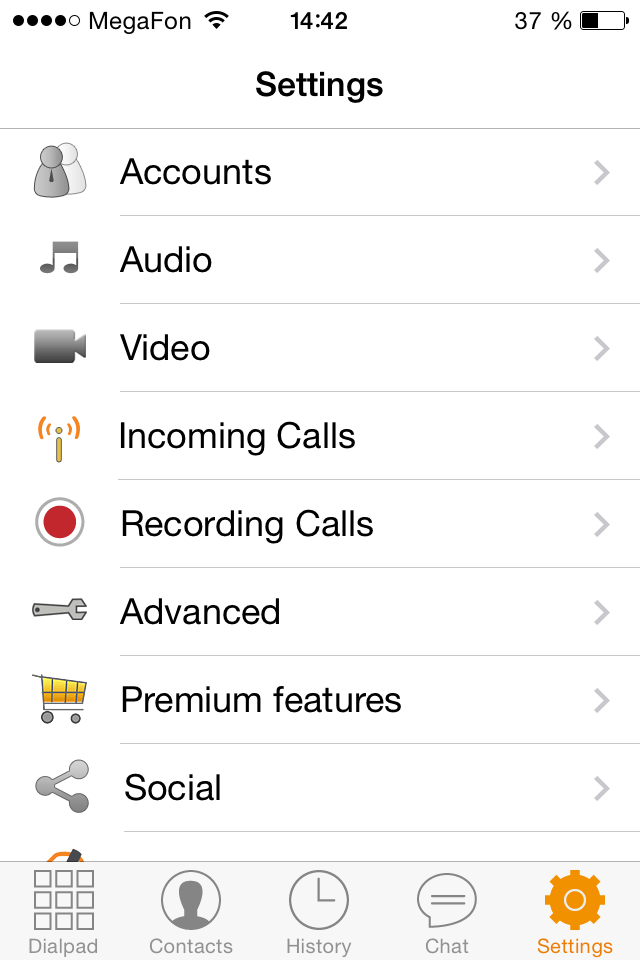 MegaFon 14:42 37 %
Settings
Accounts
Audio
Video
Incoming Calls
Recording Calls
Advanced
Premium features
Social
Dialpad Contacts History Chat Settings